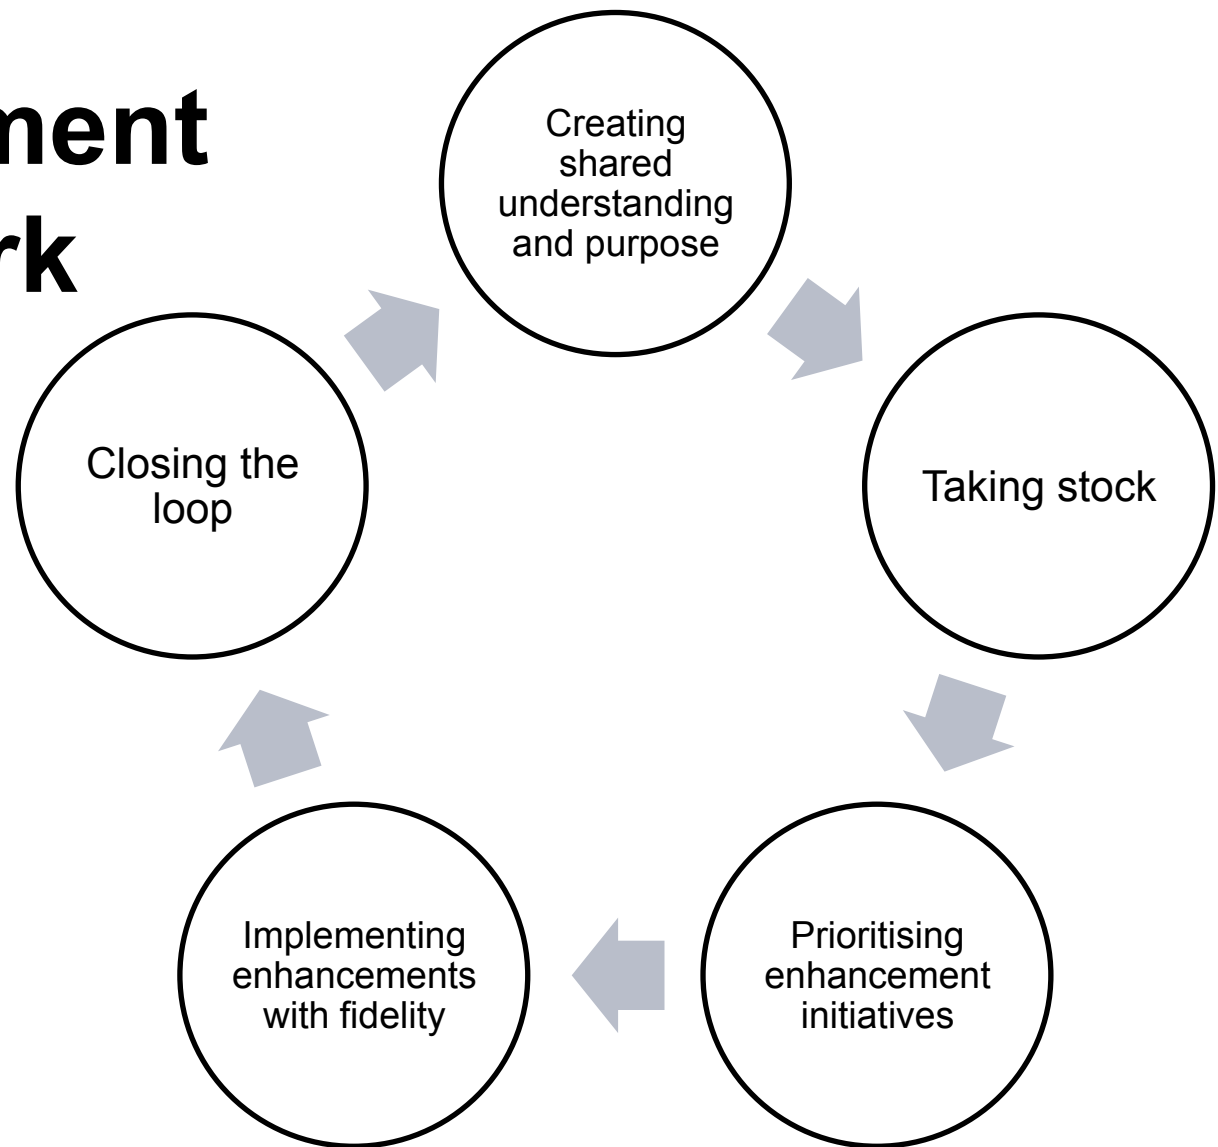 ment
rk
Creating
shared
understanding
and purpose
Taking stock
Prioritising
enhancement
initiatives
Implementing
enhancements
with fidelity
Closing the
loop